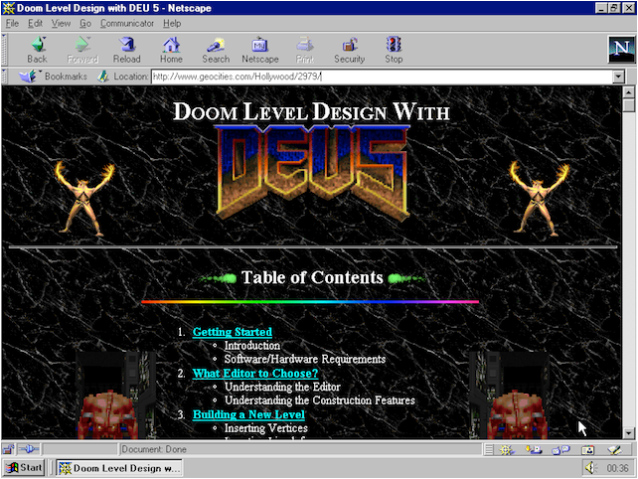 Doom Level Design with DEU 5 - Netscape
File Edit View Go Communicator Help
Back Forward Reload Home Search Netscape Print Security Stop
N
Bookmarks Location: http://www.geocities.com/Hollywood/2979/
DOOM LEVEL DESIGN WITH
DEU5
Table of Contents
1. Getting Started
Introduction
Software/Hardware Requirements
2. What Editor to Choose?
Understanding the Editor
Understanding the Construction Features
3. Building a New Level
Inserting Vertices
Document: Done
Start Doom Level Design w... 00:36